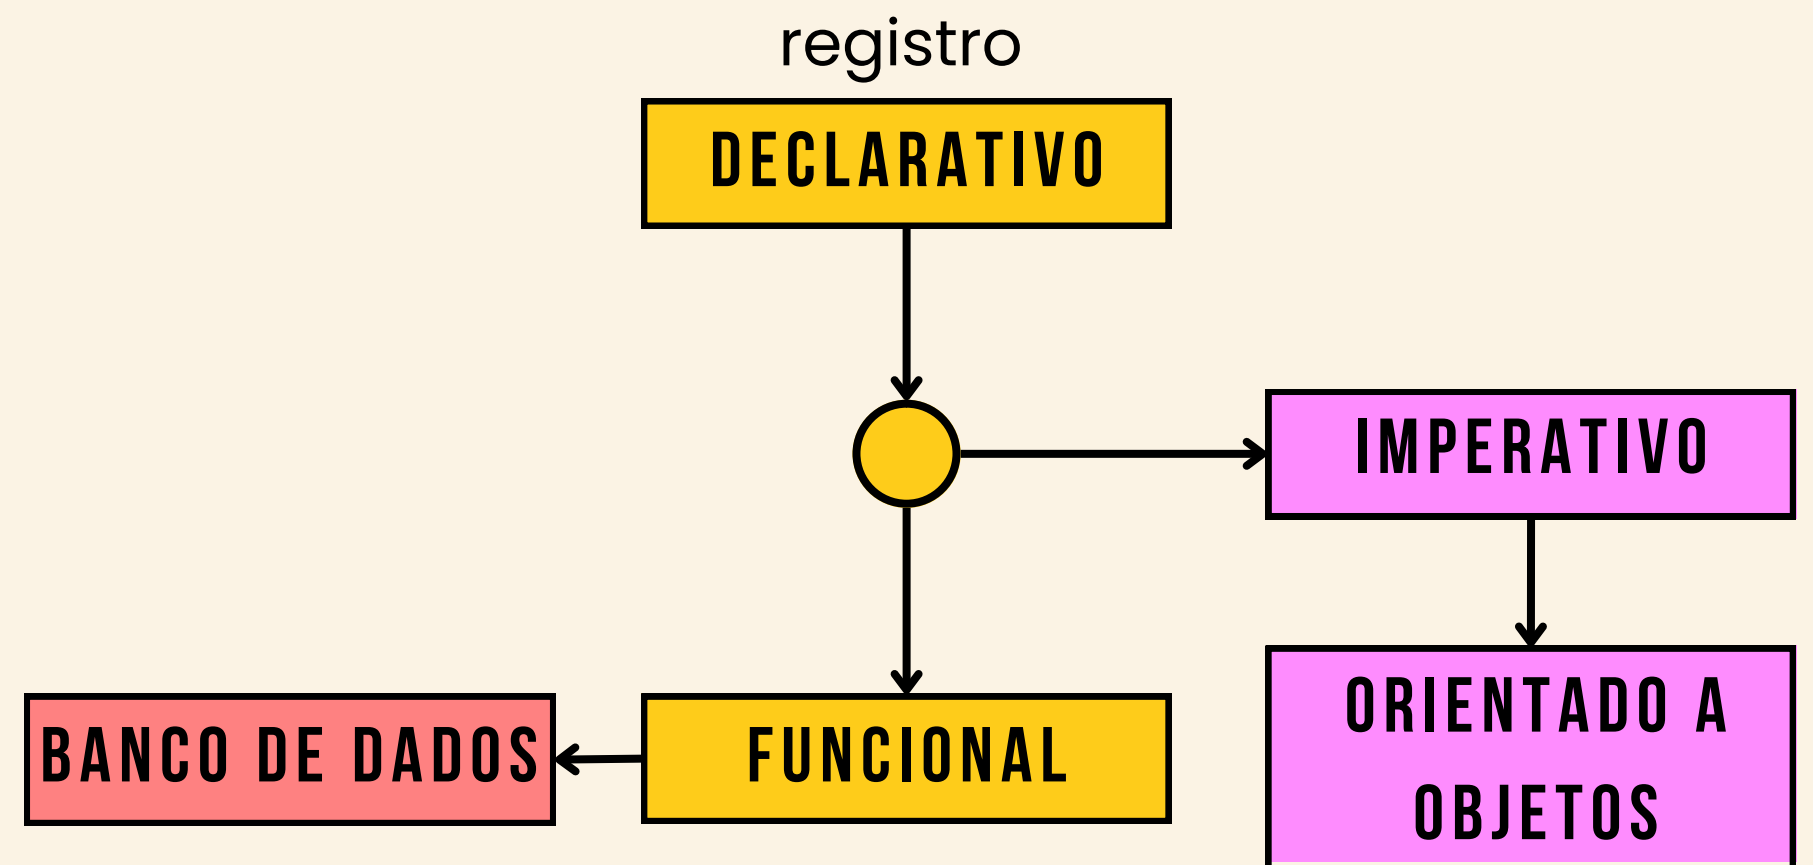 registro
DECLARATIVO
IMPERATIVO
ORIENTADO A
OBJETOS
BANCO DE DADOS
FUNCIONAL